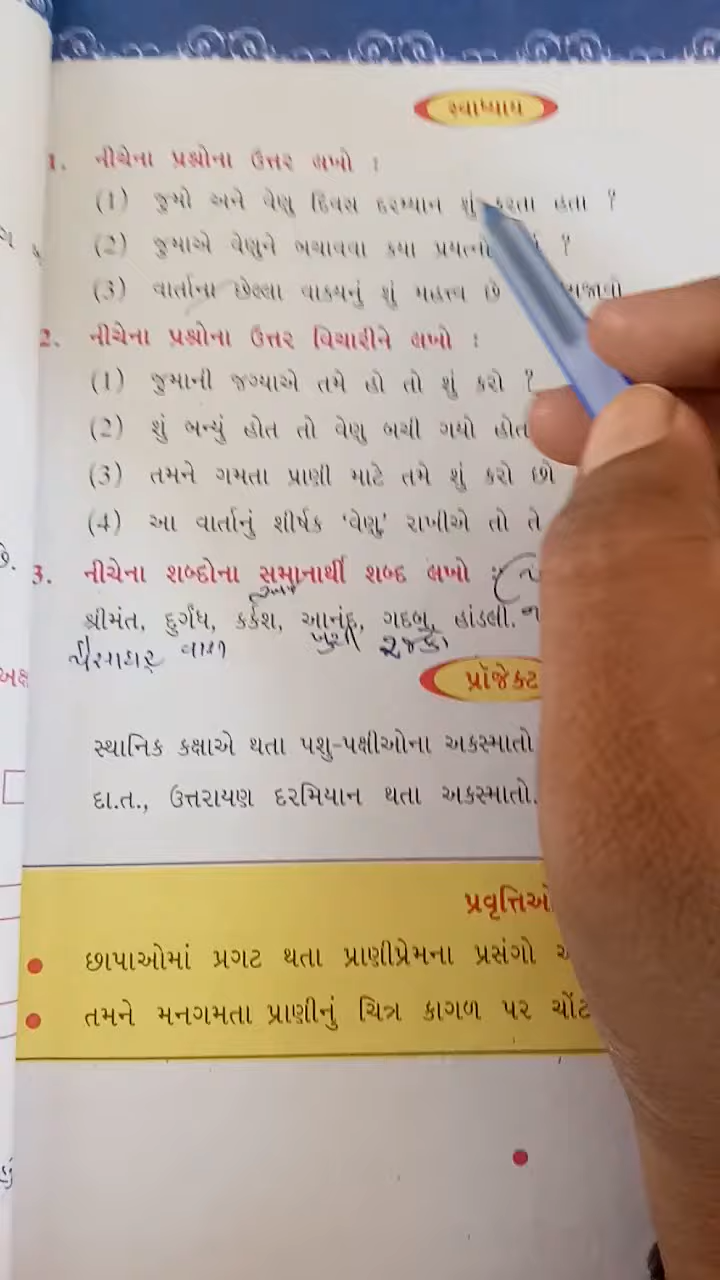 સ્વાધ્યાય
1. નીચેના પ્રશ્નોના ઉત્તર લખો :
(1) જુમો અને વેણુ દિવસ દરમ્યાન શું કરતા હતા ?
(2) જુમાએ વેણુને બચાવવા કયા પ્રયત્નો ?
(3) વાર્તાના છેલ્લા વાક્યનું શું મહત્ત્વ છે
2. નીચેના પ્રશ્નોના ઉત્તર વિચારીને લખો :
(1) જુમાની જગ્યાએ તમે હો તો શું કરો ?
(2) શું બન્યું હોત તો વેણુ બચી ગયો હોત
(3) તમને ગમતા પ્રાણી માટે તમે શું કરો છો
(4) આ વાર્તાનું શીર્ષક ‘વેણુ’ રાખીએ તો તે
3. નીચેના શબ્દોના સમાનાર્થી શબ્દ લખો :
શ્રીમંત, દુર્ગંધ, કર્કશ, આનંદ, ગદબ, હાંડલી.
પૈસાદાર વાસ ખુશી રજકો
પ્રૉજેક્ટ
સ્થાનિક કક્ષાએ થતા પશુ-પક્ષીઓના અકસ્માતો
દા.ત., ઉત્તરાયણ દરમિયાન થતા અકસ્માતો.
પ્રવૃત્તિઓ
• છાપાઓમાં પ્રગટ થતા પ્રાણીપ્રેમના પ્રસંગો
• તમને મનગમતા પ્રાણીનું ચિત્ર કાગળ પર